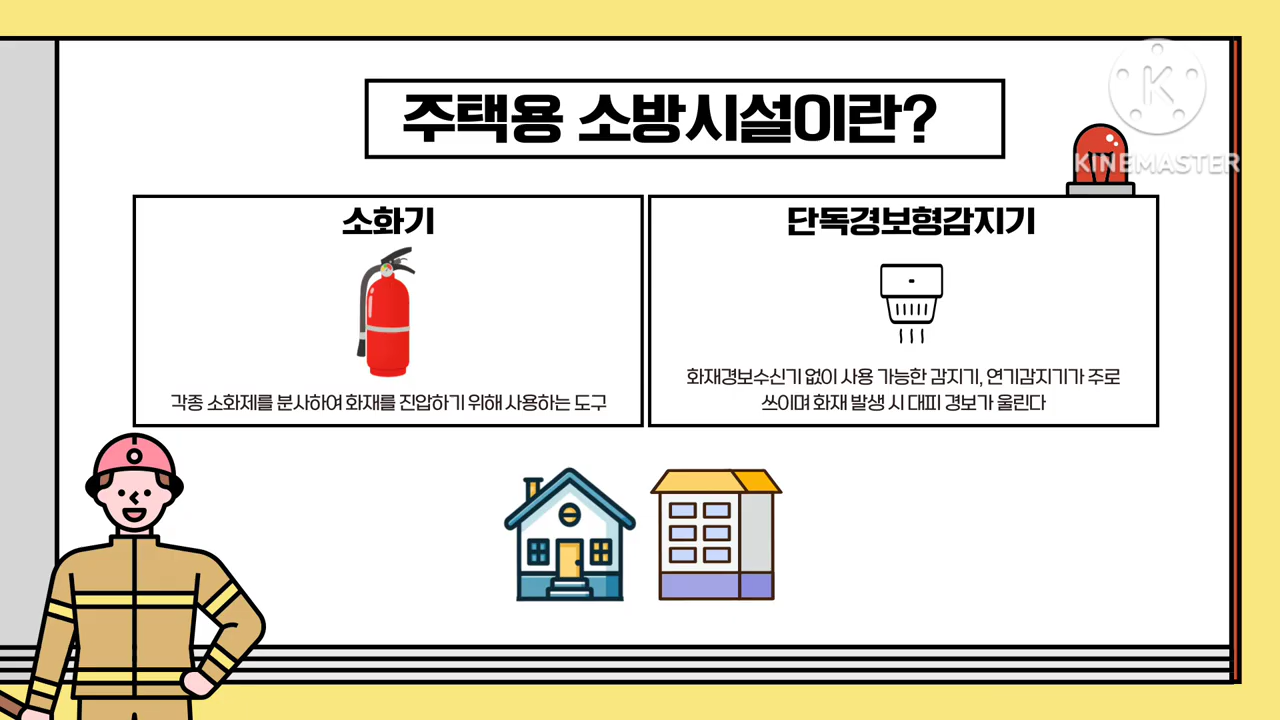 주택용 소방시설이란?
K
KINEMASTER
소화기
각종 소화제를 분사하여 화재를 진압하기 위해 사용하는 도구
단독경보형감지기
화재경보수신기 없이 사용 가능한 감지기, 연기감지기가 주로
쓰이며 화재 발생 시 대피 경보가 울린다